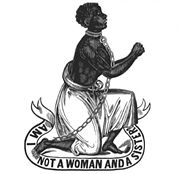 AM I NOT A WOMAN AND A SISTER?